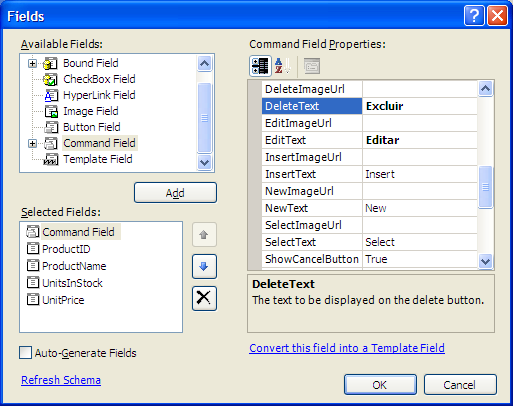 Fields
Available Fields:
Bound Field
CheckBox Field
HyperLink Field
Image Field
Button Field
Command Field
Template Field
Add
Selected Fields:
Command Field
ProductID
ProductName
UnitsInStock
UnitPrice
Auto-Generate Fields
Refresh Schema
Command Field Properties:
DeleteImageUrl
DeleteText Excluir
EditImageUrl
EditText Editar
InsertImageUrl
InsertText Insert
NewImageUrl
NewText New
SelectImageUrl
SelectText Select
ShowCancelButton True
DeleteText
The text to be displayed on the delete button.
Convert this field into a Template Field
OK Cancel